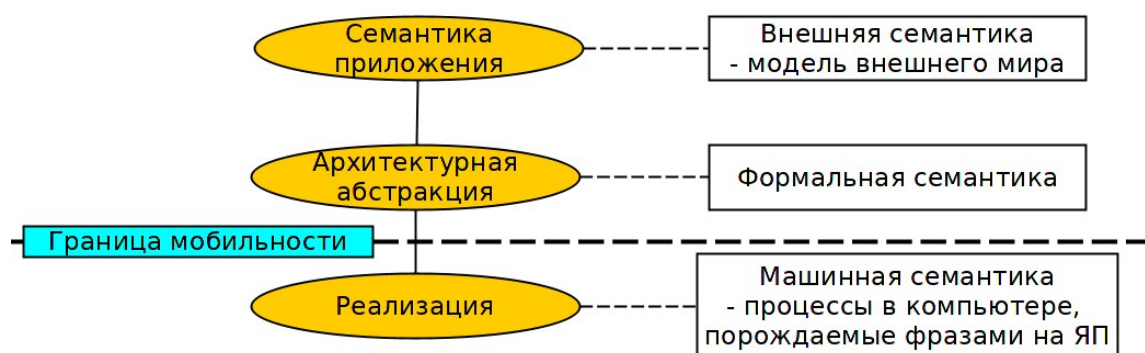 Семантика
приложения
Внешняя семантика
- модель внешнего мира
Архитектурная
абстракция
Формальная семантика
Граница мобильности
Реализация
Машинная семантика
- процессы в компьютере,
порождаемые фразами на ЯП